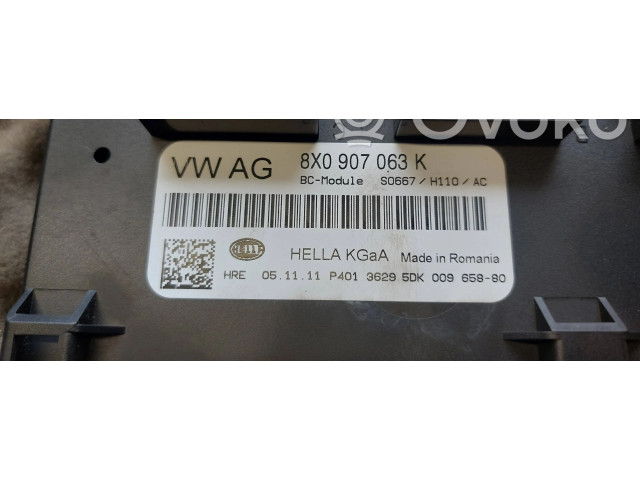 OVOKO
VW AG 8X0 907 063 K
BC-Module S0667/H110/AC
HELLA
HELLA KGaA Made in Romania
HRE 05.11.11 P401 3629 5DK 009 658-80